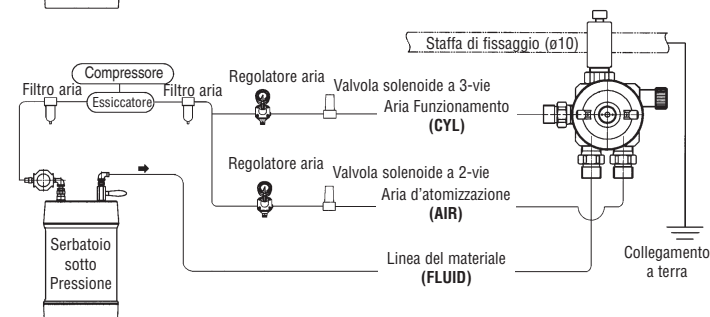 Staffa di fissaggio (ø10)
Compressore
Filtro aria
Essiccatore
Filtro aria
Regolatore aria
Valvola solenoide a 3-vie
Aria Funzionamento
(CYL)
Regolatore aria
Valvola solenoide a 2-vie
Aria d'atomizzazione
(AIR)
Serbatoio
sotto
Pressione
Linea del materiale
(FLUID)
Collegamento
a terra